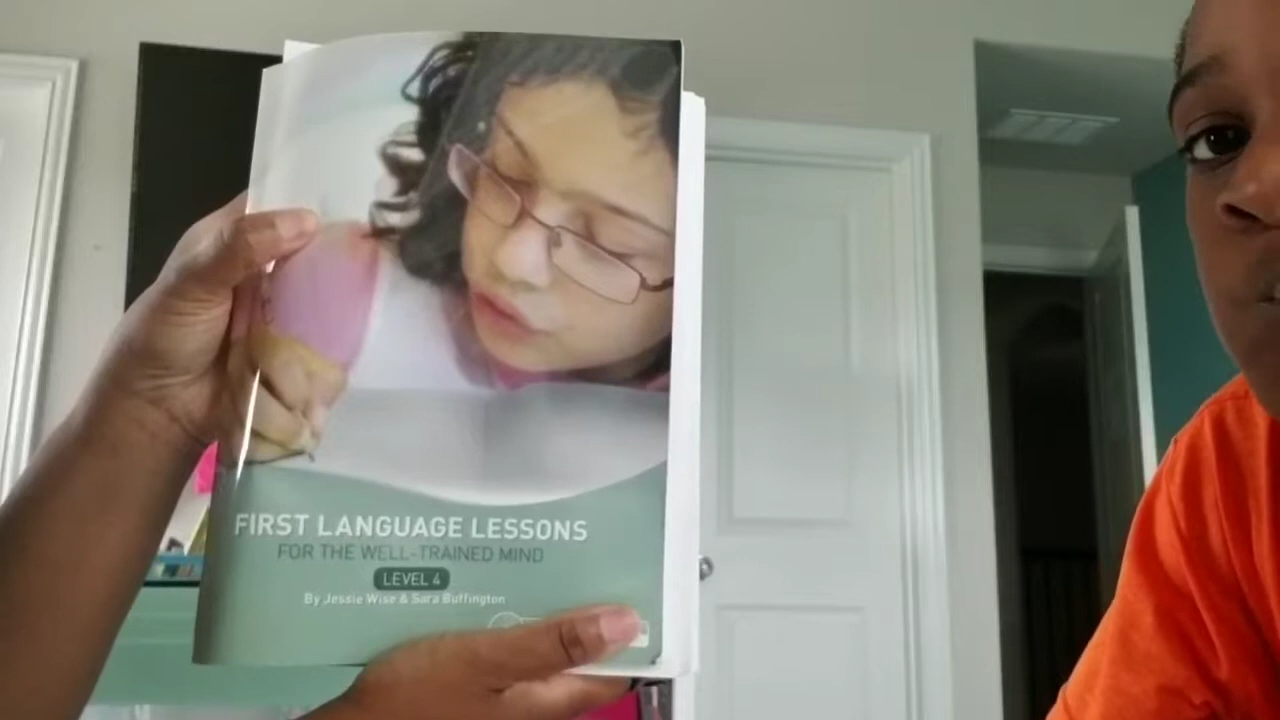 FIRST LANGUAGE LESSONS
FOR THE WELL-TRAINED MIND
LEVEL 4
By Jessie Wise & Sara Buffington